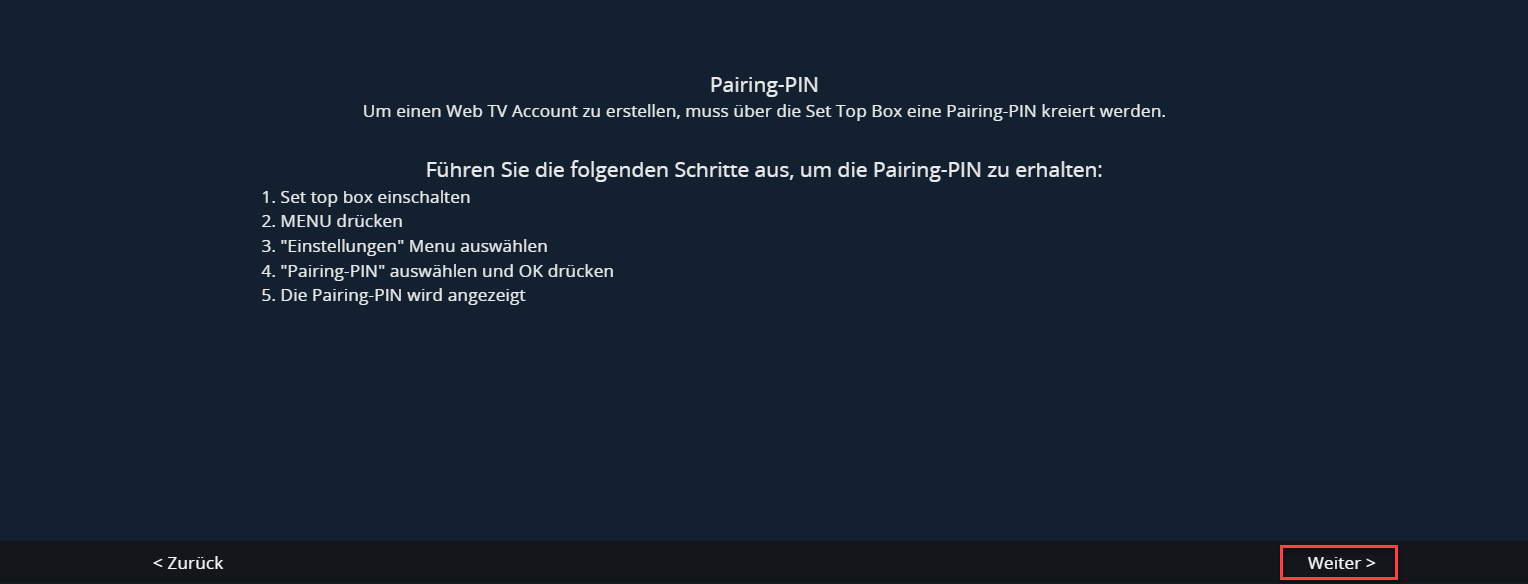 Pairing-PIN
Um einen Web TV Account zu erstellen, muss über die Set Top Box eine Pairing-PIN kreiert werden.
Führen Sie die folgenden Schritte aus, um die Pairing-PIN zu erhalten:
1. Set top box einschalten
2. MENU drücken
3. "Einstellungen" Menu auswählen
4. "Pairing-PIN" auswählen und OK drücken
5. Die Pairing-PIN wird angezeigt
< Zurück
Weiter >